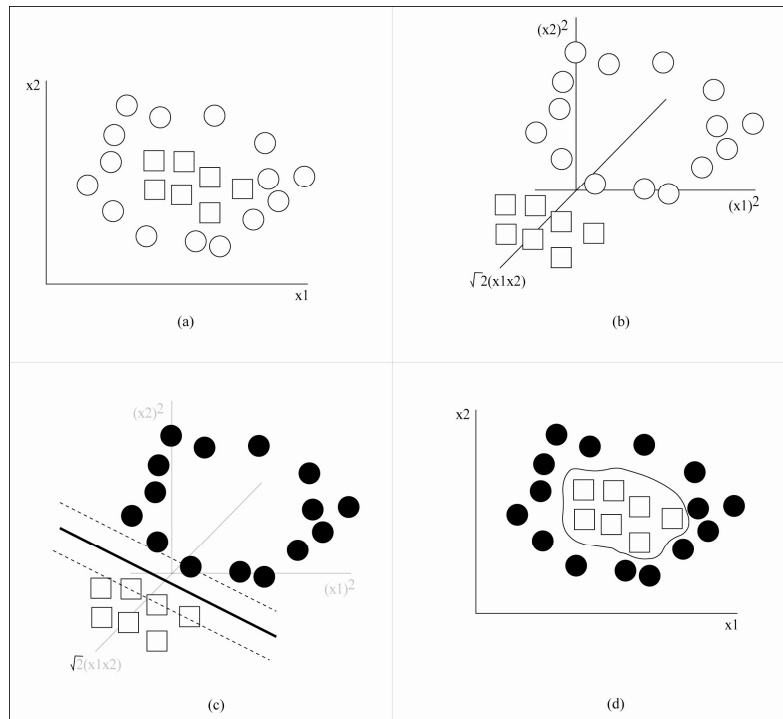 x2
x1
(a)
(x2)2
(x1)2
√2(x1x2)
(b)
(x2)2
(x1)2
√2(x1x2)
(c)
x2
x1
(d)